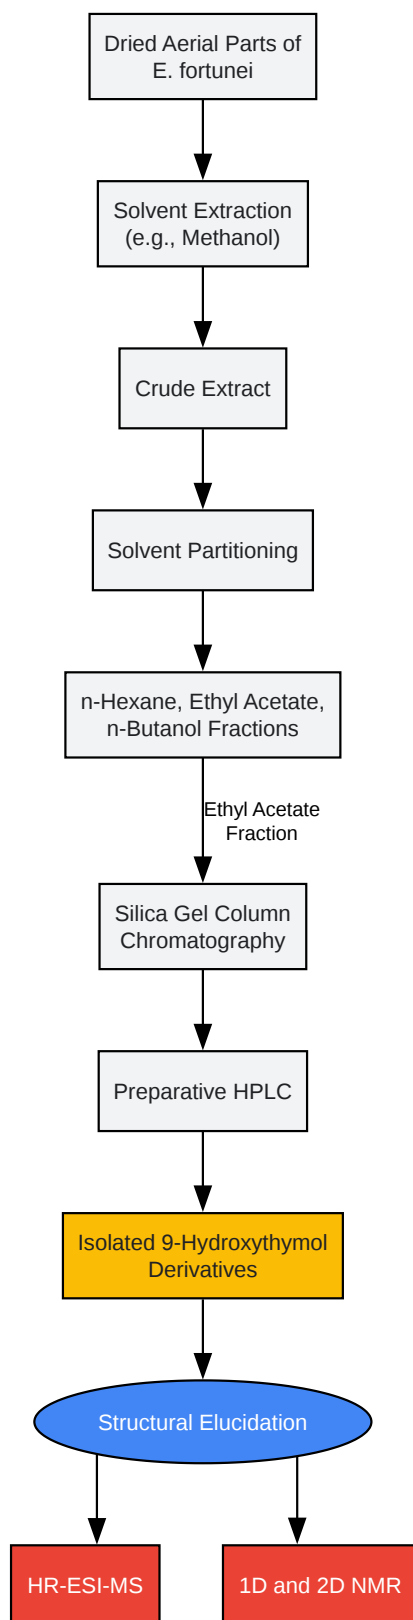 Dried Aerial Parts of
E. fortunei
Solvent Extraction
(e.g., Methanol)
Crude Extract
Solvent Partitioning
n-Hexane, Ethyl Acetate,
n-Butanol Fractions
Ethyl Acetate
Fraction
Silica Gel Column
Chromatography
Preparative HPLC
Isolated 9-Hydroxythymol
Derivatives
Structural Elucidation
HR-ESI-MS
1D and 2D NMR